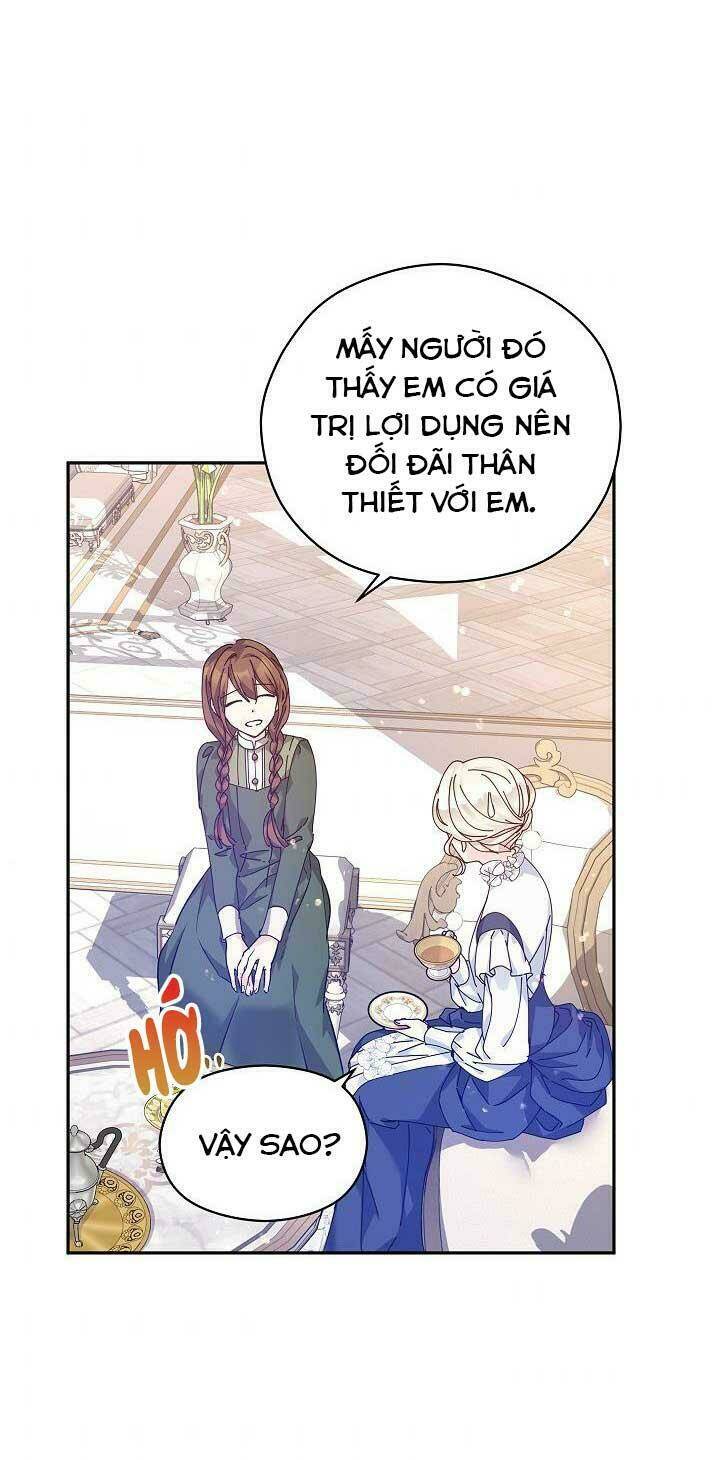 MẤY NGƯỜI ĐÓ
THẤY EM CÓ GIÁ
TRỊ LỢI DỤNG NÊN
ĐỐI ĐÃI THÂN
THIẾT VỚI EM.
HỚ..
VẬY SAO?